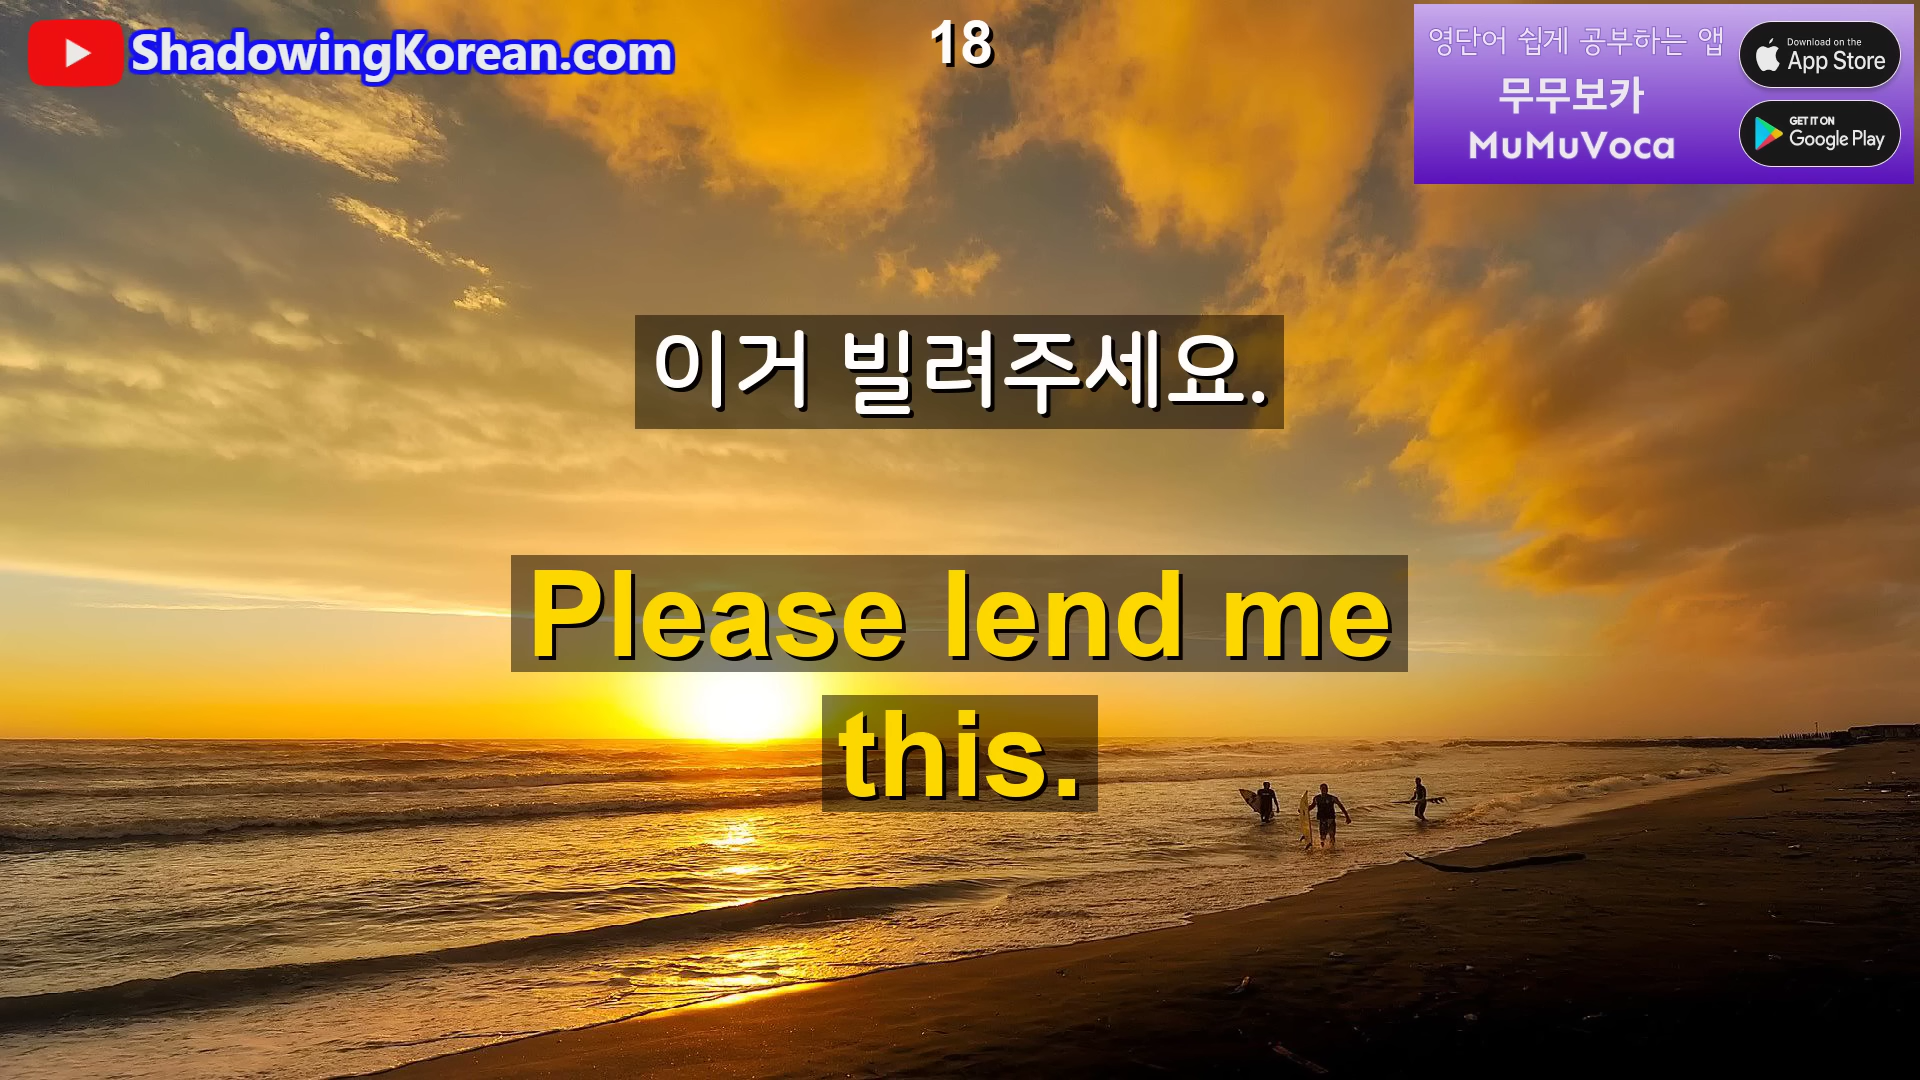 ShadowingKorean.com
18
영단어 쉽게 공부하는 앱
무무보카
MuMuVoca
Download on the
App Store
GET IT ON
Google Play
이거 빌려주세요.
Please lend me
this.